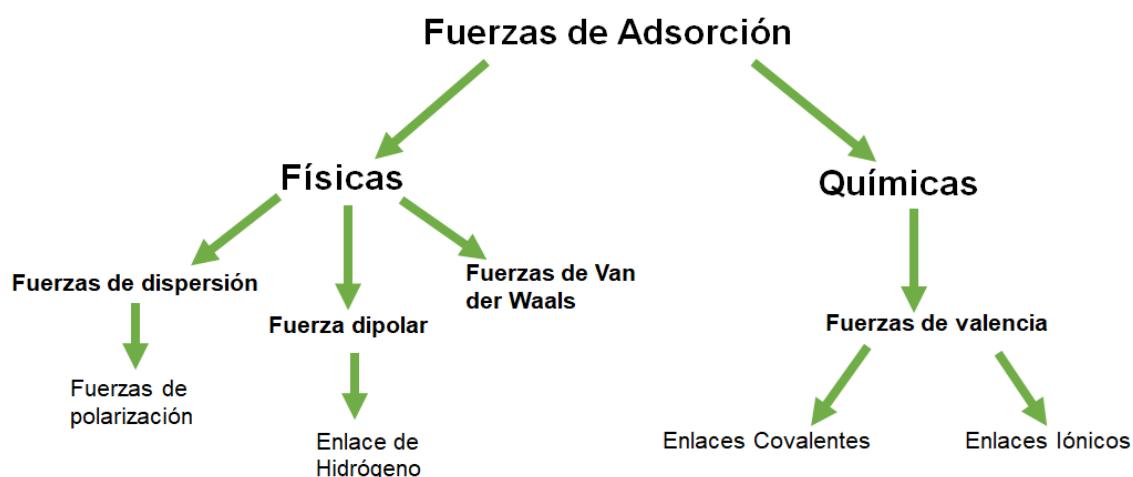 Fuerzas de Adsorción
Físicas
Químicas
Fuerzas de dispersión
Fuerza dipolar
Fuerzas de Van
der Waals
Fuerzas de valencia
Fuerzas de
polarización
Enlace de
Hidrógeno
Enlaces Covalentes
Enlaces Iónicos